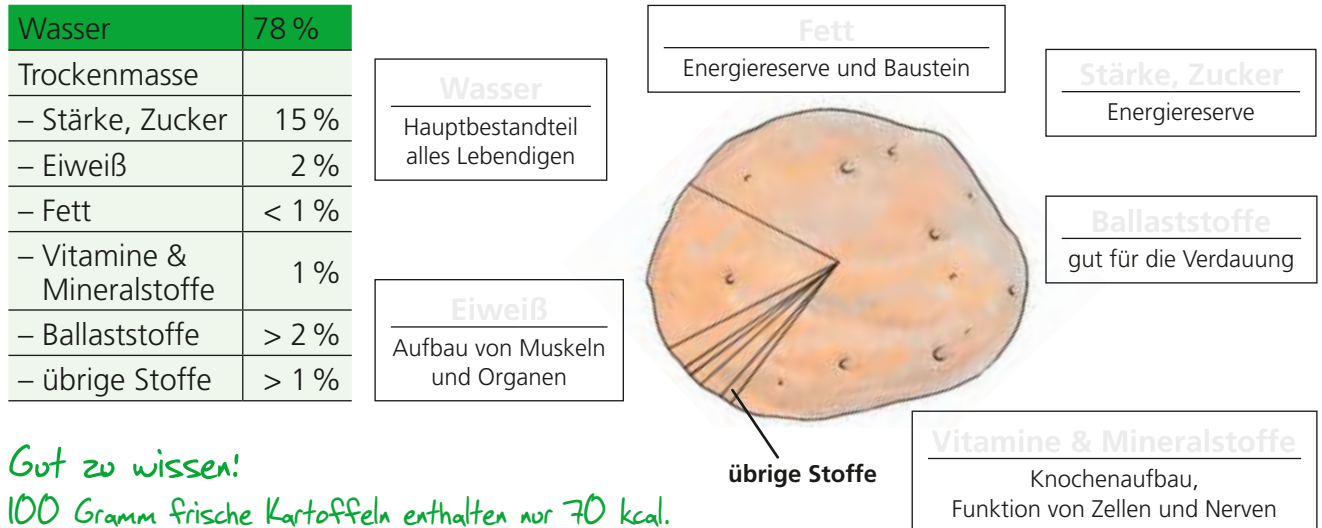 Wasser 78 %
Trockenmasse
– Stärke, Zucker 15 %
– Eiweiß 2 %
– Fett < 1 %
– Vitamine &
Mineralstoffe 1 %
– Ballaststoffe > 2 %
– übrige Stoffe > 1 %
Wasser
Hauptbestandteil
alles Lebendigen
Fett
Energiereserve und Baustein
Stärke, Zucker
Energiereserve
Ballaststoffe
gut für die Verdauung
Eiweiß
Aufbau von Muskeln
und Organen
übrige Stoffe
Vitamine & Mineralstoffe
Knochenaufbau,
Funktion von Zellen und Nerven
Gut zu wissen!
100 Gramm frische Kartoffeln enthalten nur 70 kcal.